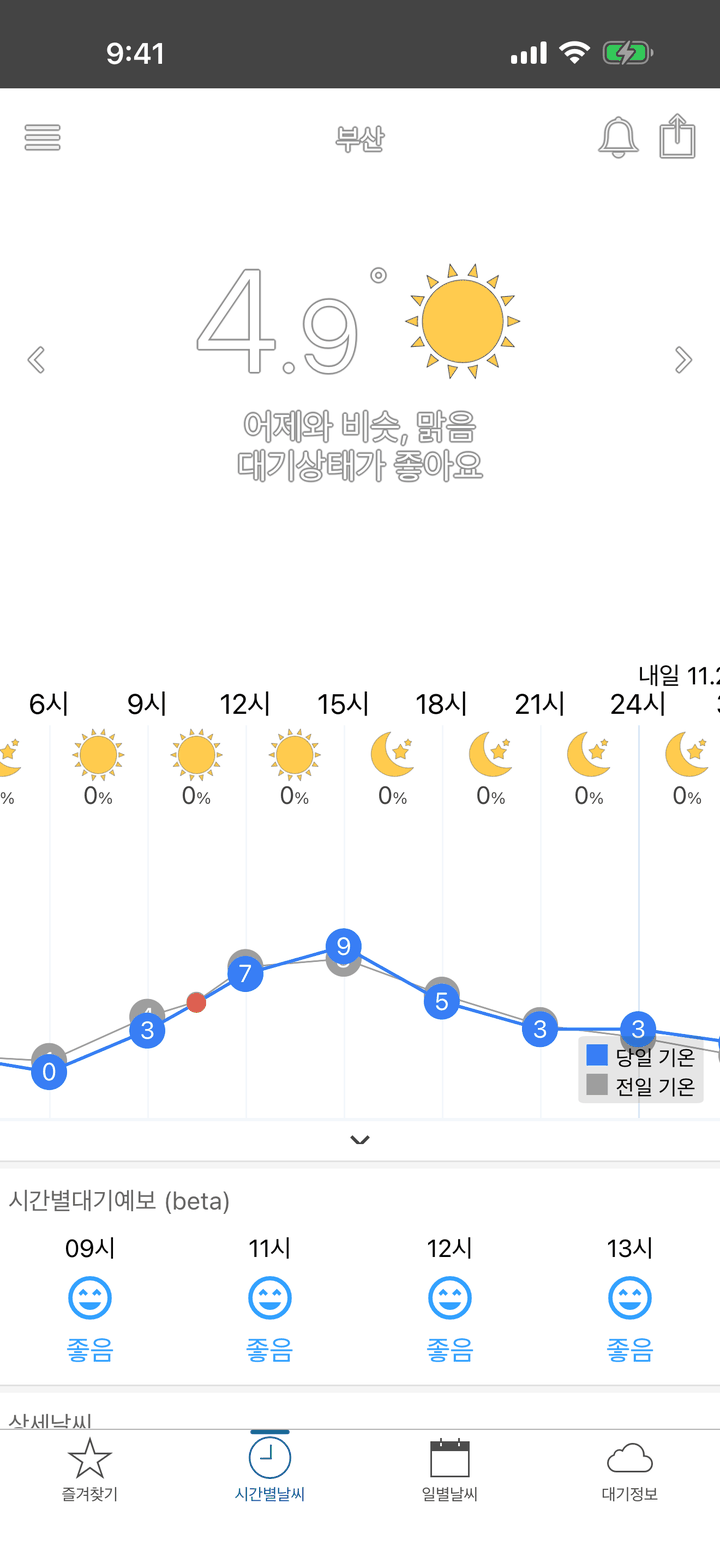 9:41
부산
4.9°
어제와 비슷, 맑음
대기상태가 좋아요
내일 11.2
6시 9시 12시 15시 18시 21시 24시
% 0% 0% 0% 0% 0% 0% 0%
0 3 7 9 5 3 3
당일 기온
전일 기온
시간별대기예보 (beta)
09시 11시 12시 13시
좋음 좋음 좋음 좋음
상세날씨
즐겨찾기 시간별날씨 일별날씨 대기정보